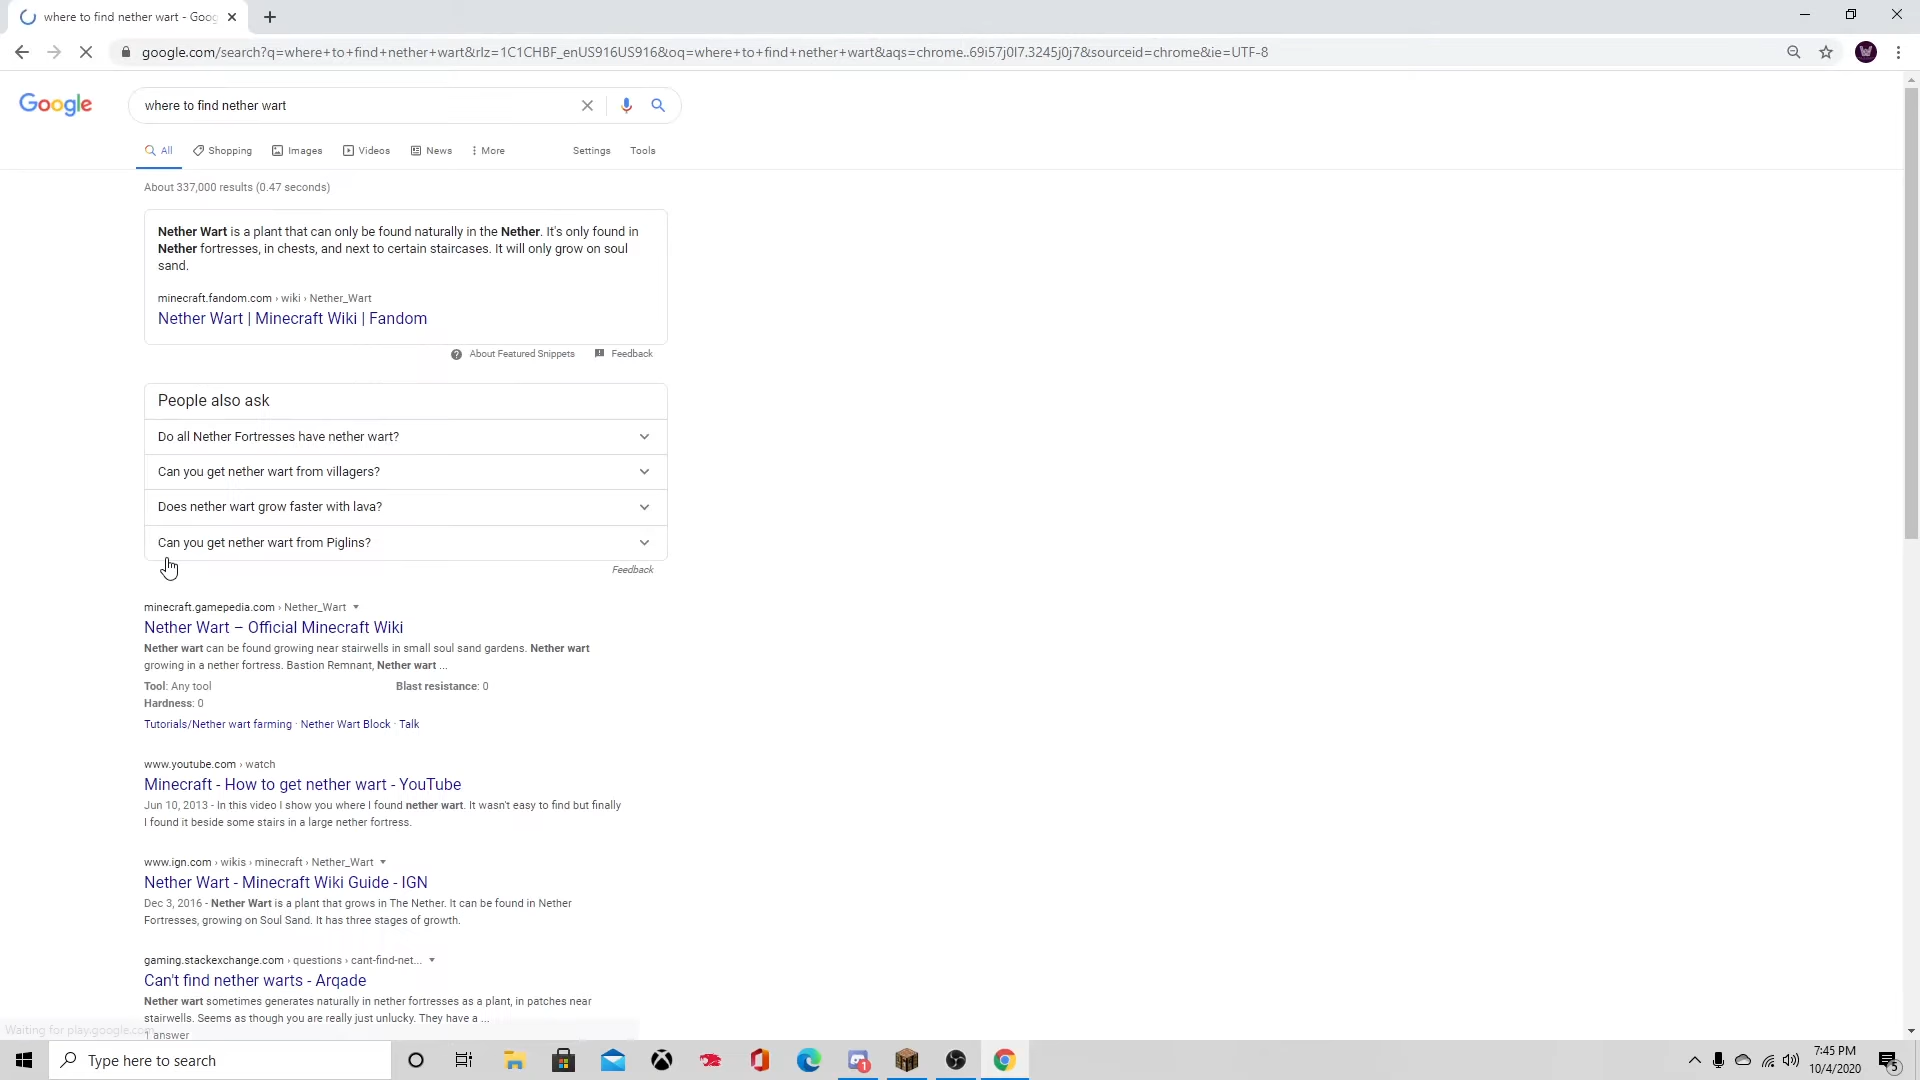 where to find nether wart - Goog
google.com/search?q=where+to+find+nether+wart&rlz=1C1CHBF_enUS916US916&oq=where+to+find+nether+wart&aqs=chrome..69i57j0l7.3245j0j7&sourceid=chrome&ie=UTF-8
Google
where to find nether wart
All Shopping Images Videos News More Settings Tools
About 337,000 results (0.47 seconds)
Nether Wart is a plant that can only be found naturally in the Nether. It's only found in
Nether fortresses, in chests, and next to certain staircases. It will only grow on soul
sand.
minecraft.fandom.com › wiki › Nether_Wart
Nether Wart | Minecraft Wiki | Fandom
About Featured Snippets Feedback
People also ask
Do all Nether Fortresses have nether wart?
Can you get nether wart from villagers?
Does nether wart grow faster with lava?
Can you get nether wart from Piglins?
Feedback
minecraft.gamepedia.com › Nether_Wart
Nether Wart – Official Minecraft Wiki
Nether wart can be found growing near stairwells in small soul sand gardens. Nether wart
growing in a nether fortress. Bastion Remnant, Nether wart ...
Tool: Any tool Blast resistance: 0
Hardness: 0
Tutorials/Nether wart farming · Nether Wart Block · Talk
www.youtube.com › watch
Minecraft - How to get nether wart - YouTube
Jun 10, 2013 - In this video I show you where I found nether wart. It wasn't easy to find but finally
I found it beside some stairs in a large nether fortress.
www.ign.com › wikis › minecraft › Nether_Wart
Nether Wart - Minecraft Wiki Guide - IGN
Dec 3, 2016 - Nether Wart is a plant that grows in The Nether. It can be found in Nether
Fortresses, growing on Soul Sand. It has three stages of growth.
gaming.stackexchange.com › questions › cant-find-net...
Can't find nether warts - Arqade
Nether wart sometimes generates naturally in nether fortresses as a plant, in patches near
stairwells. Seems as though you are really just unlucky. They have a ...
Waiting for play.google.com...
1 answer
Type here to search
1
7:45 PM
10/4/2020
5